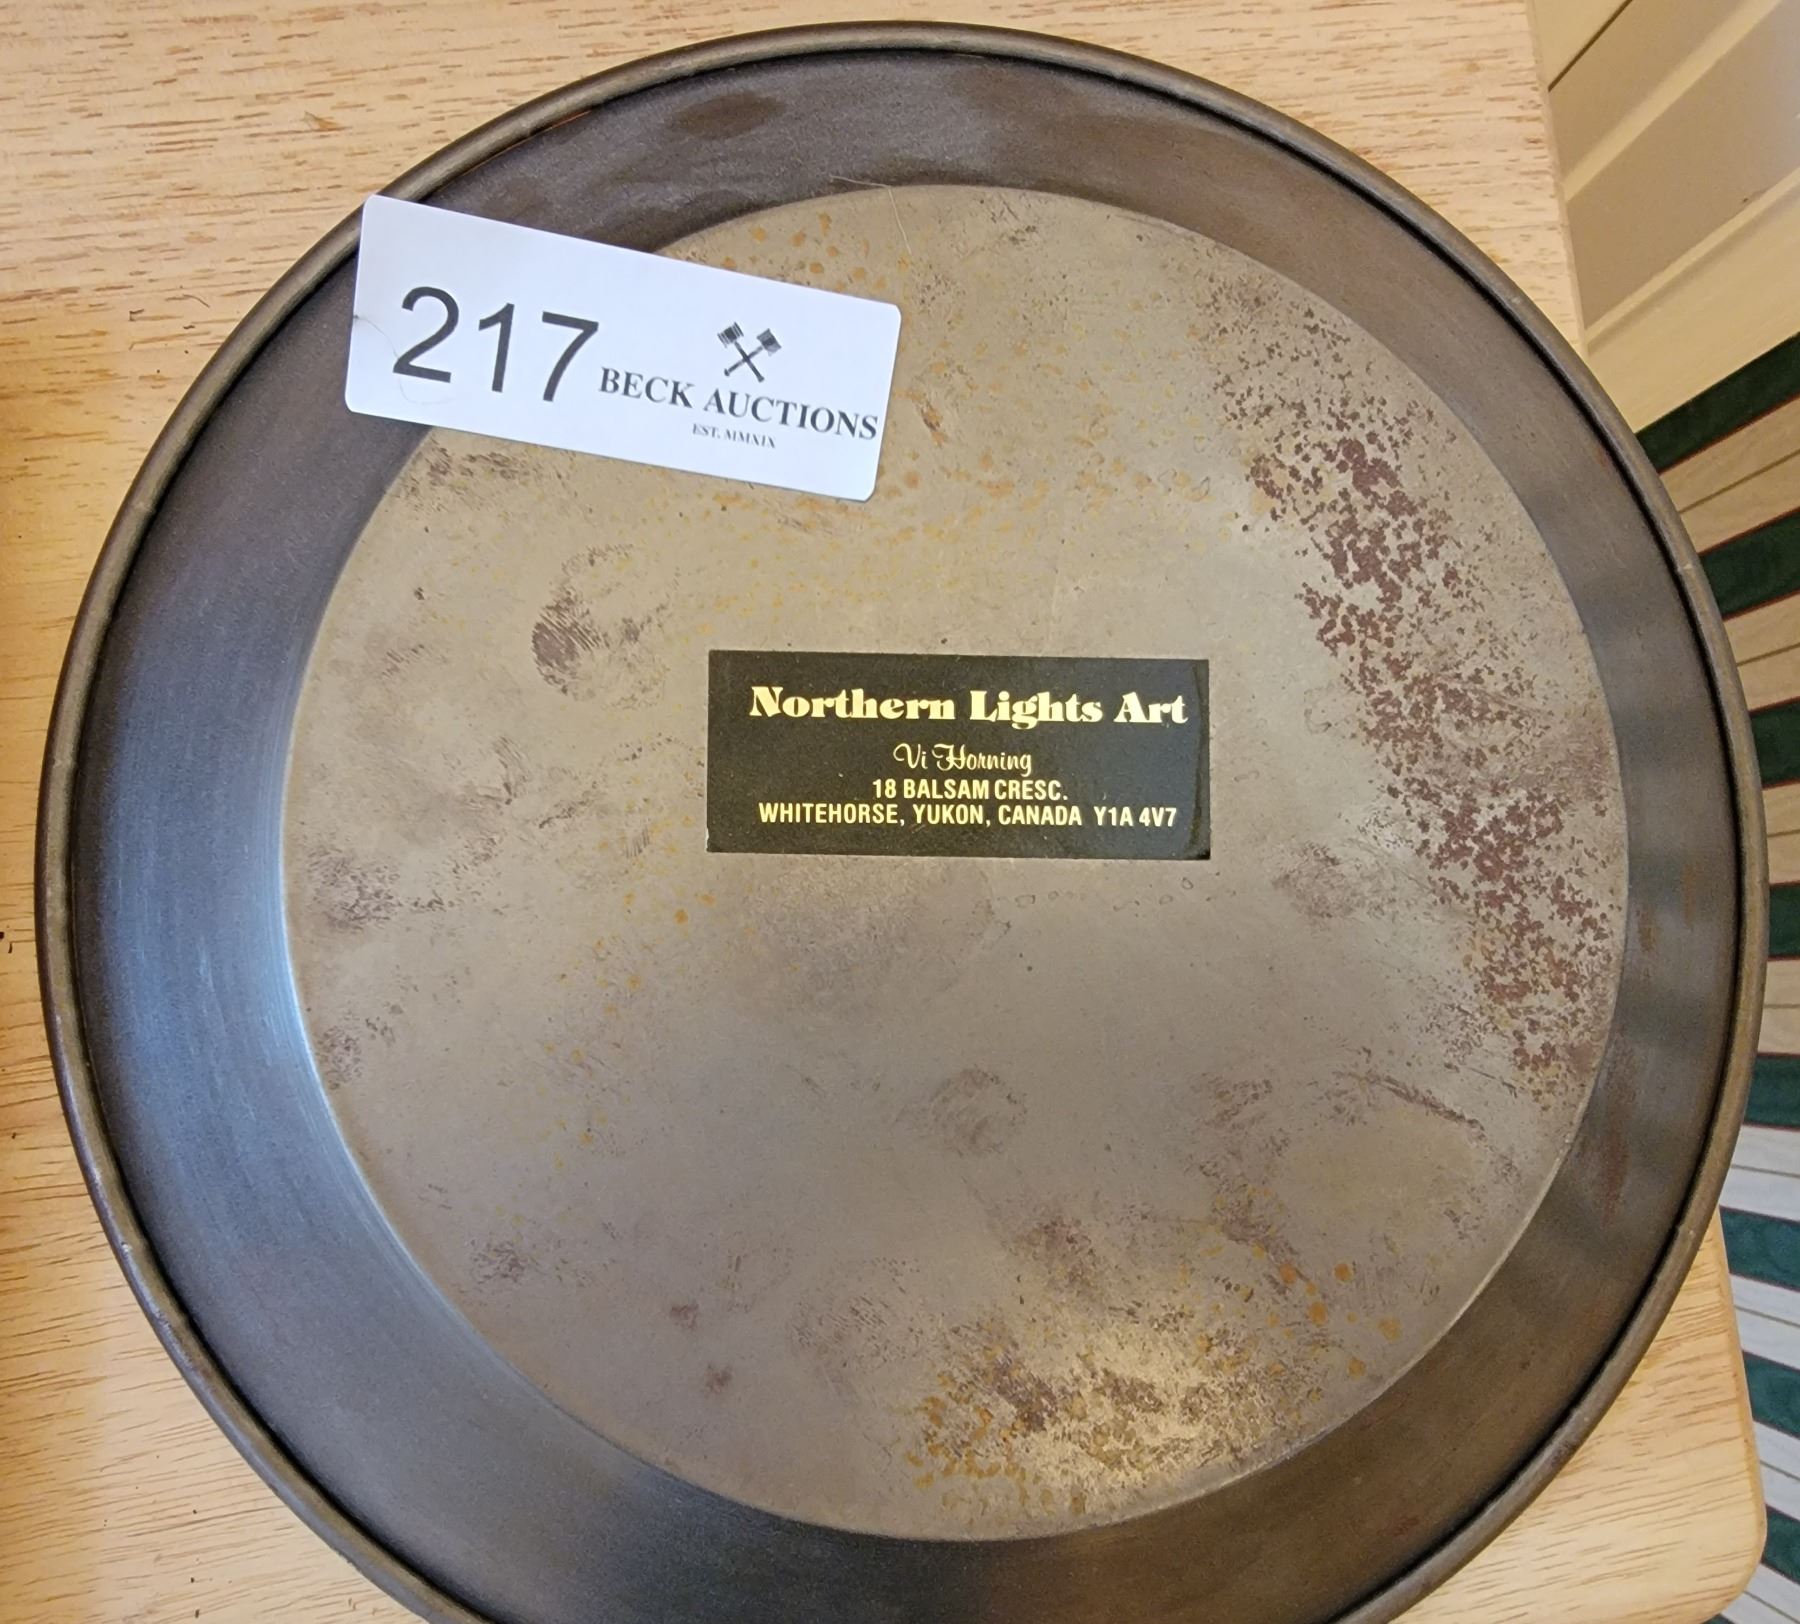 217
BECK AUCTIONS
EST. MMXIX
Northern Lights Art
Vi Horning
18 BALSAM CRESC.
WHITEHORSE, YUKON, CANADA Y1A 4V7